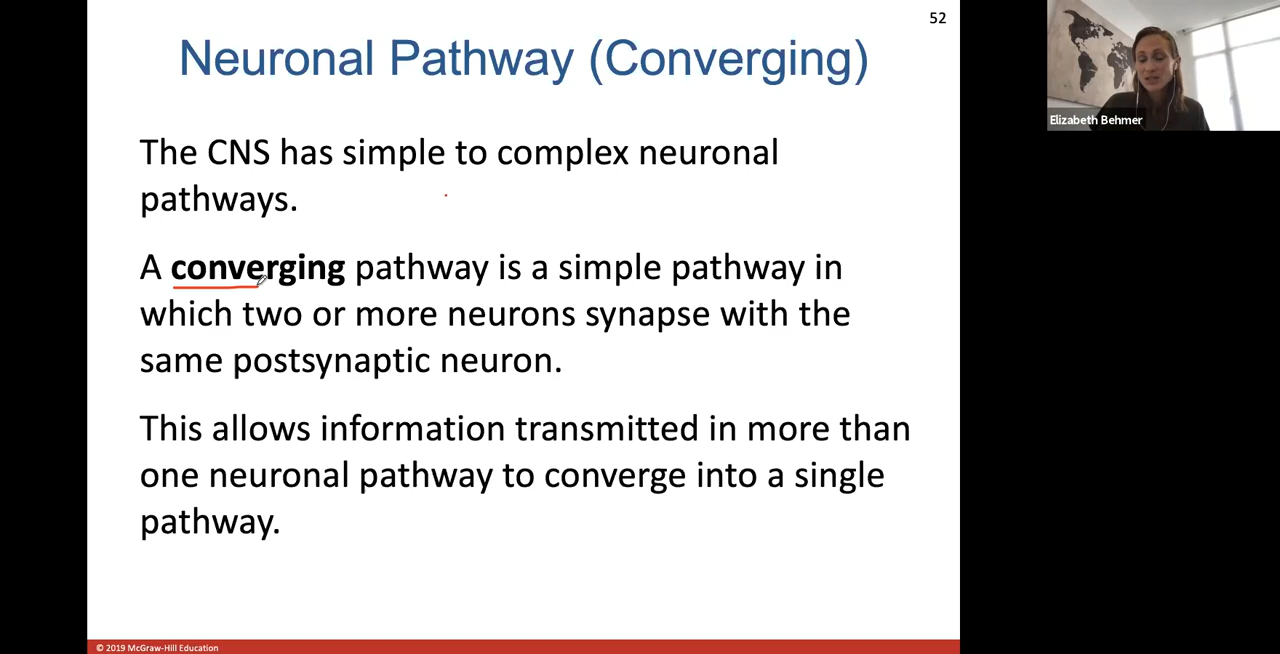 52
Neuronal Pathway (Converging)
The CNS has simple to complex neuronal
pathways.
A converging pathway is a simple pathway in
which two or more neurons synapse with the
same postsynaptic neuron.
This allows information transmitted in more than
one neuronal pathway to converge into a single
pathway.
© 2019 McGraw-Hill Education
Elizabeth Behmer